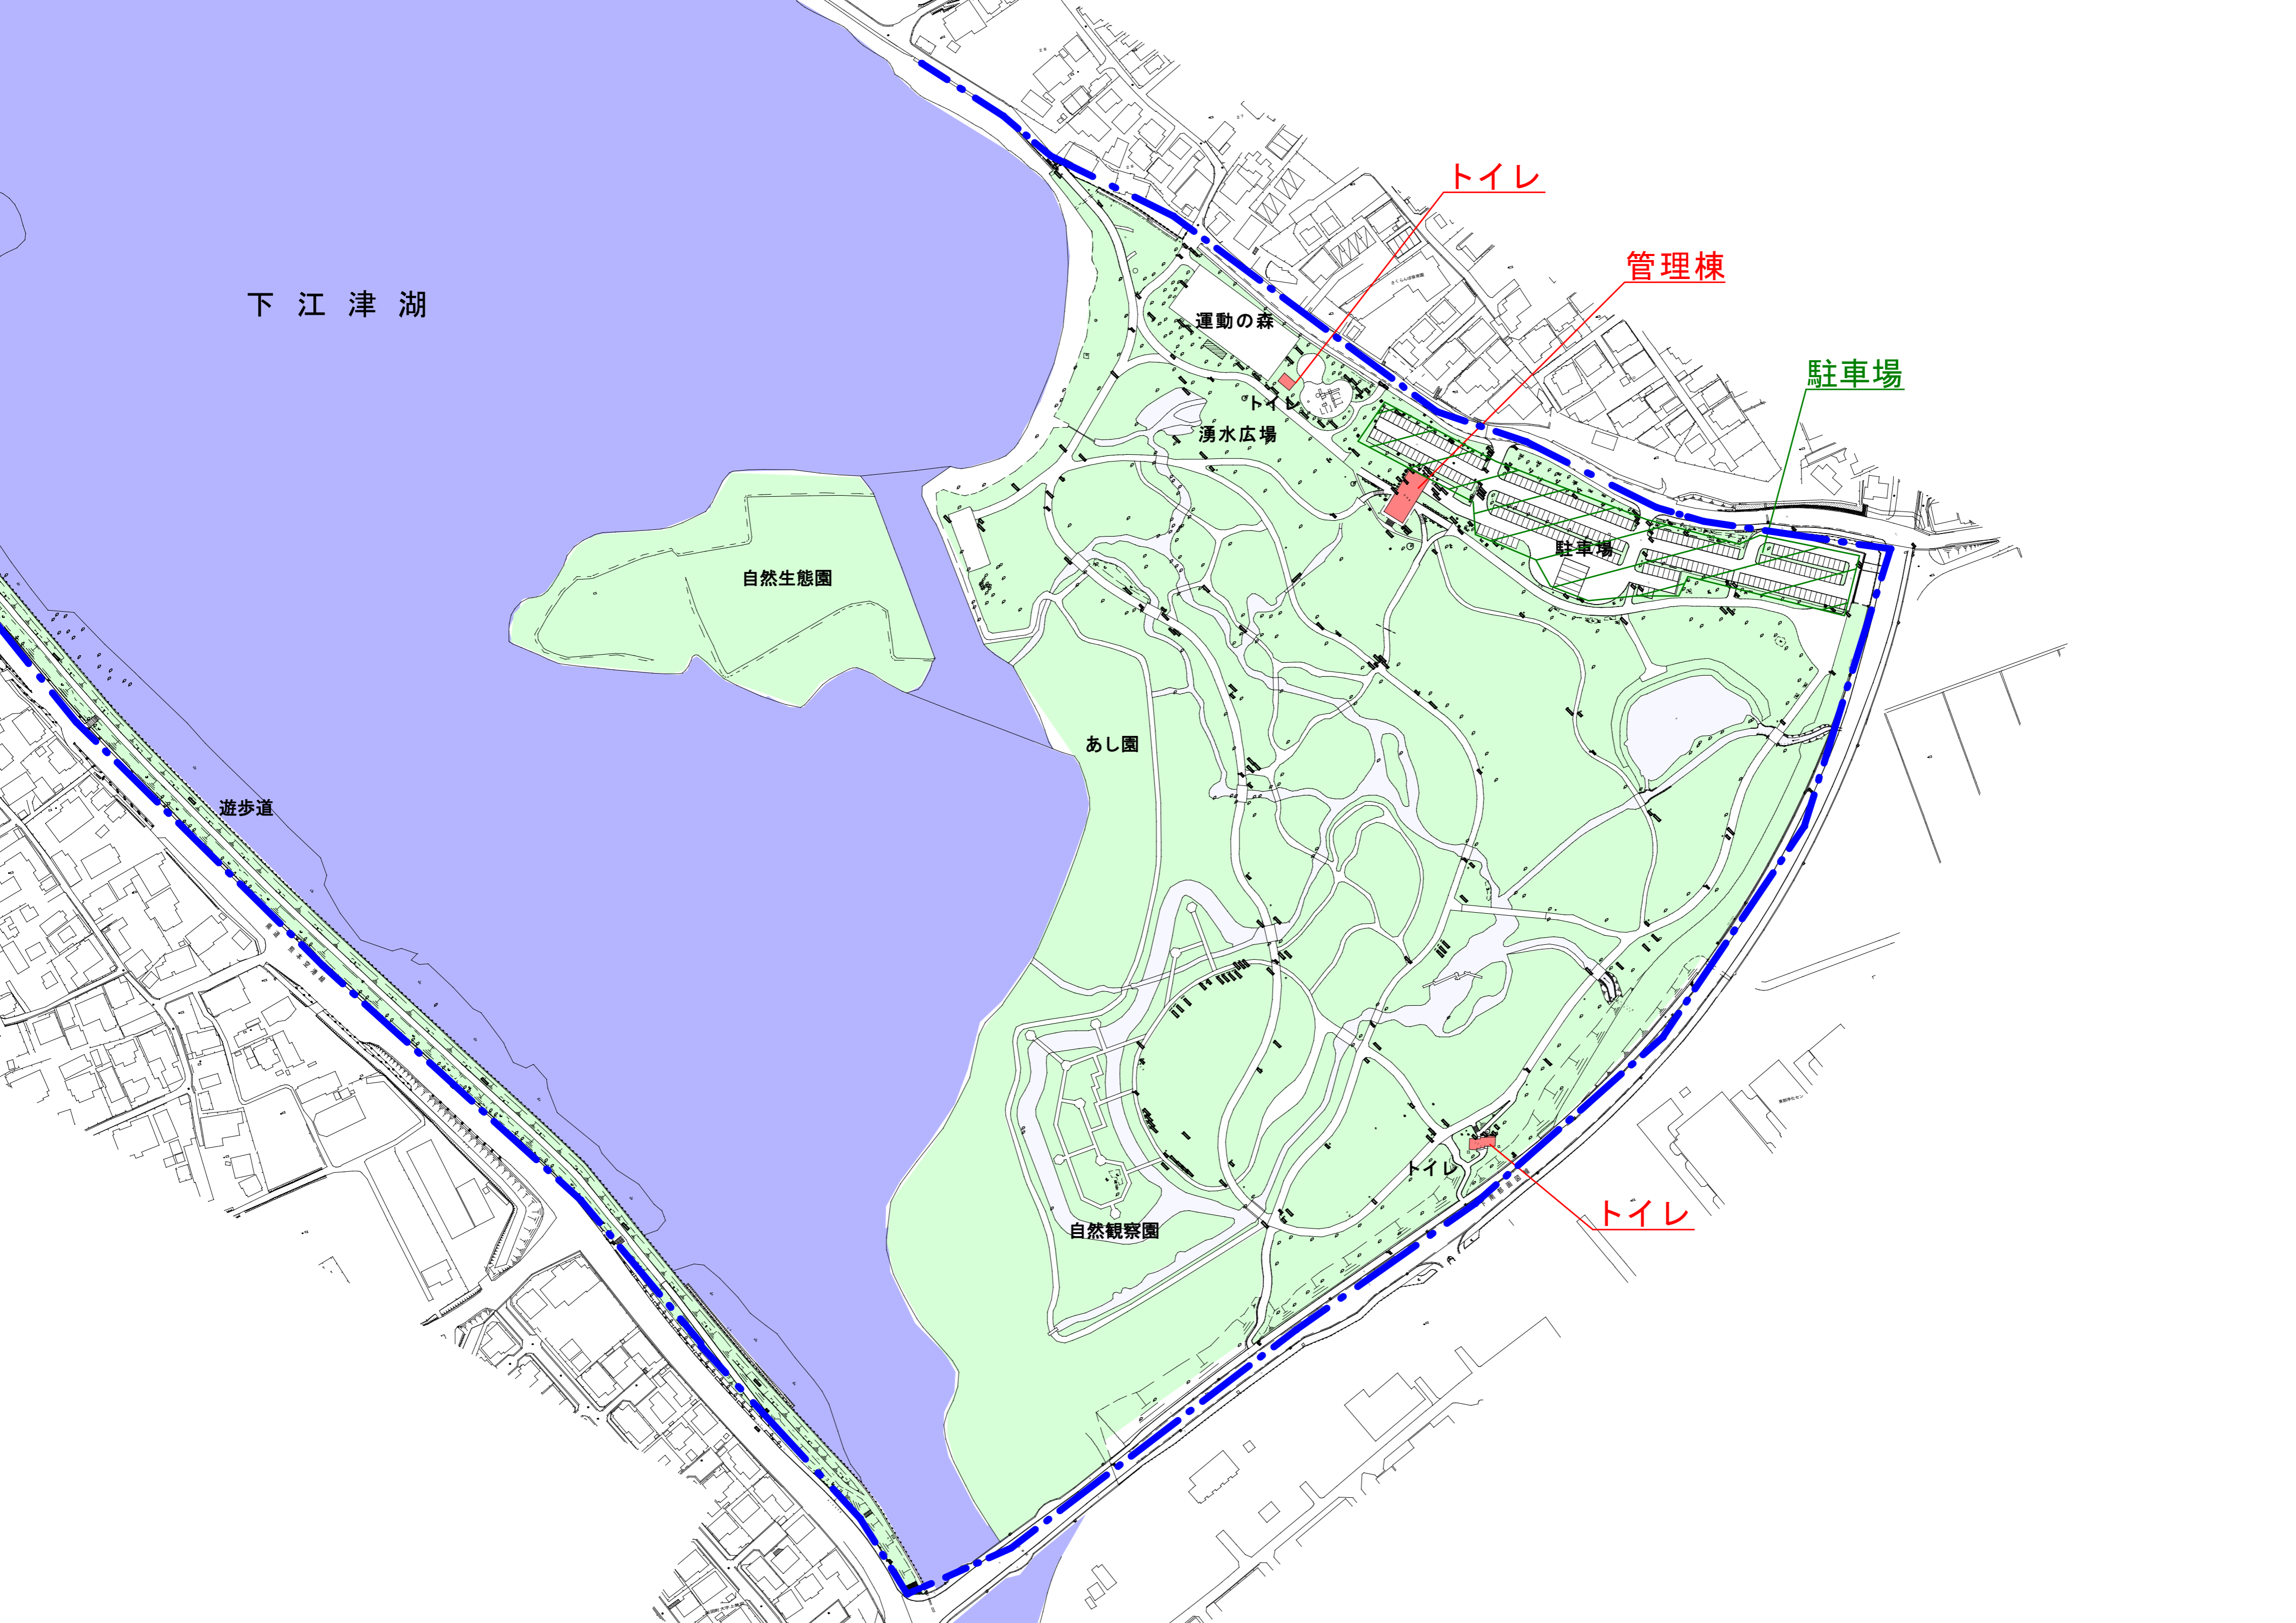 トイレ
管理棟
下江津湖
運動の森
駐車場
トイレ
湧水広場
駐車場
自然生態園
あし園
遊歩道
トイレ
トイレ
自然観察園